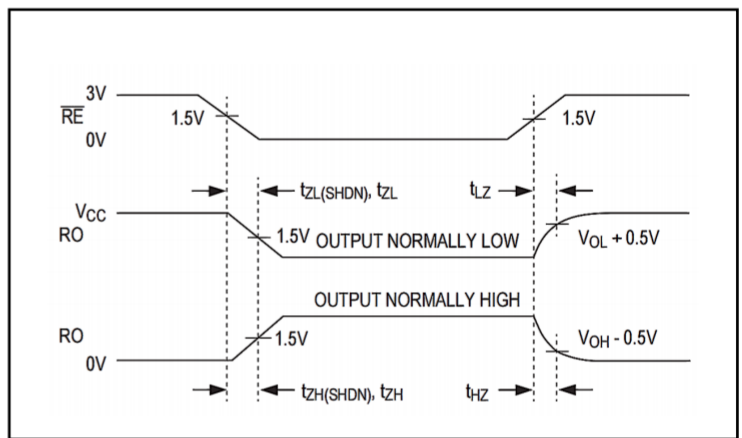 3V
R̅E̅
1.5V
1.5V
0V
tZL(SHDN), tZL
tLZ
VCC
RO
1.5V
OUTPUT NORMALLY LOW
VOL + 0.5V
OUTPUT NORMALLY HIGH
RO
1.5V
VOH - 0.5V
0V
tZH(SHDN), tZH
tHZ